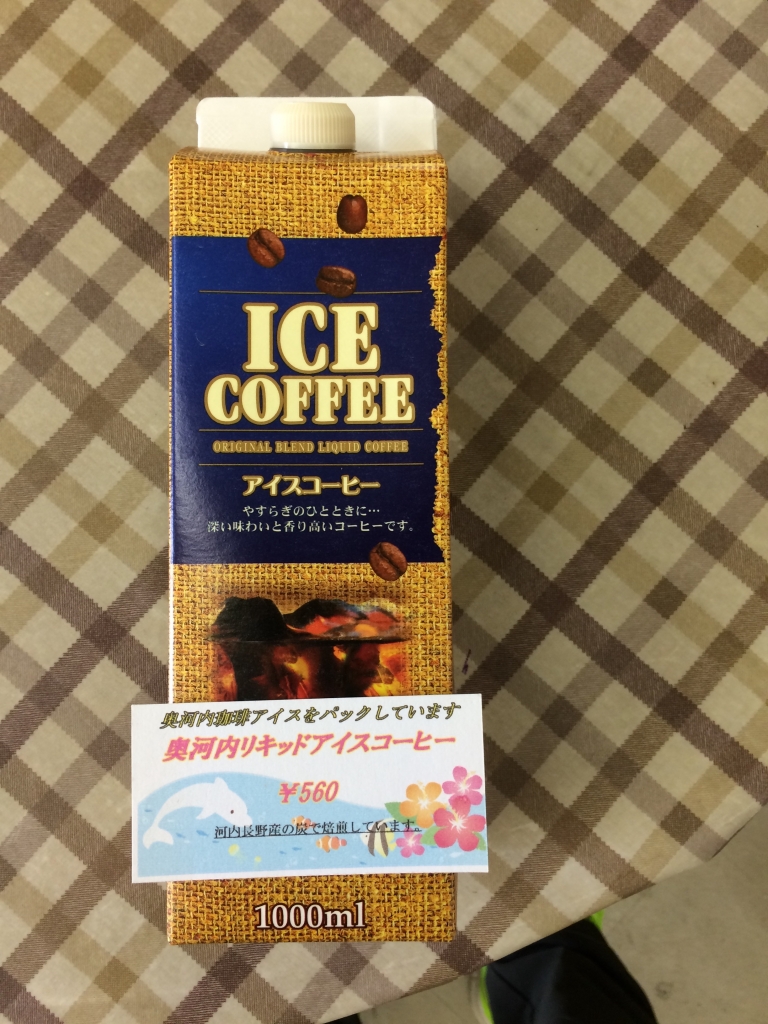 ICE
COFFEE
ORIGINAL BLEND LIQUID COFFEE
アイスコーヒー
やすらぎのひとときに…
深い味わいと香り高いコーヒーです。
奥河内珈琲アイスをパックしています
奥河内リキッドアイスコーヒー
￥560
河内長野産の炭で焙煎しています。
1000ml